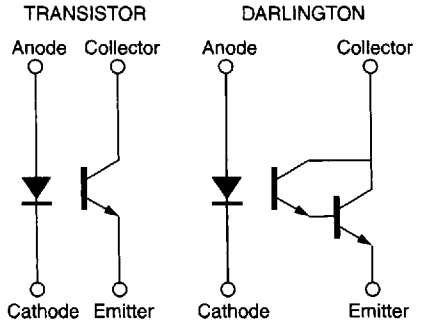 TRANSISTOR DARLINGTON
Anode Collector Anode Collector
Cathode Emitter Cathode Emitter